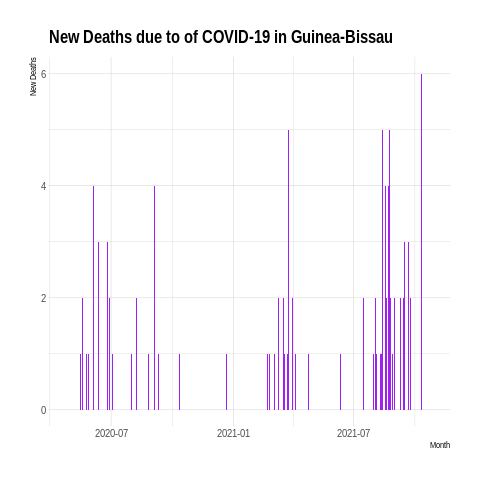 New Deaths due to of COVID-19 in Guinea-Bissau
New Deaths
6
4
2
0
2020-07
2021-01
2021-07
Month